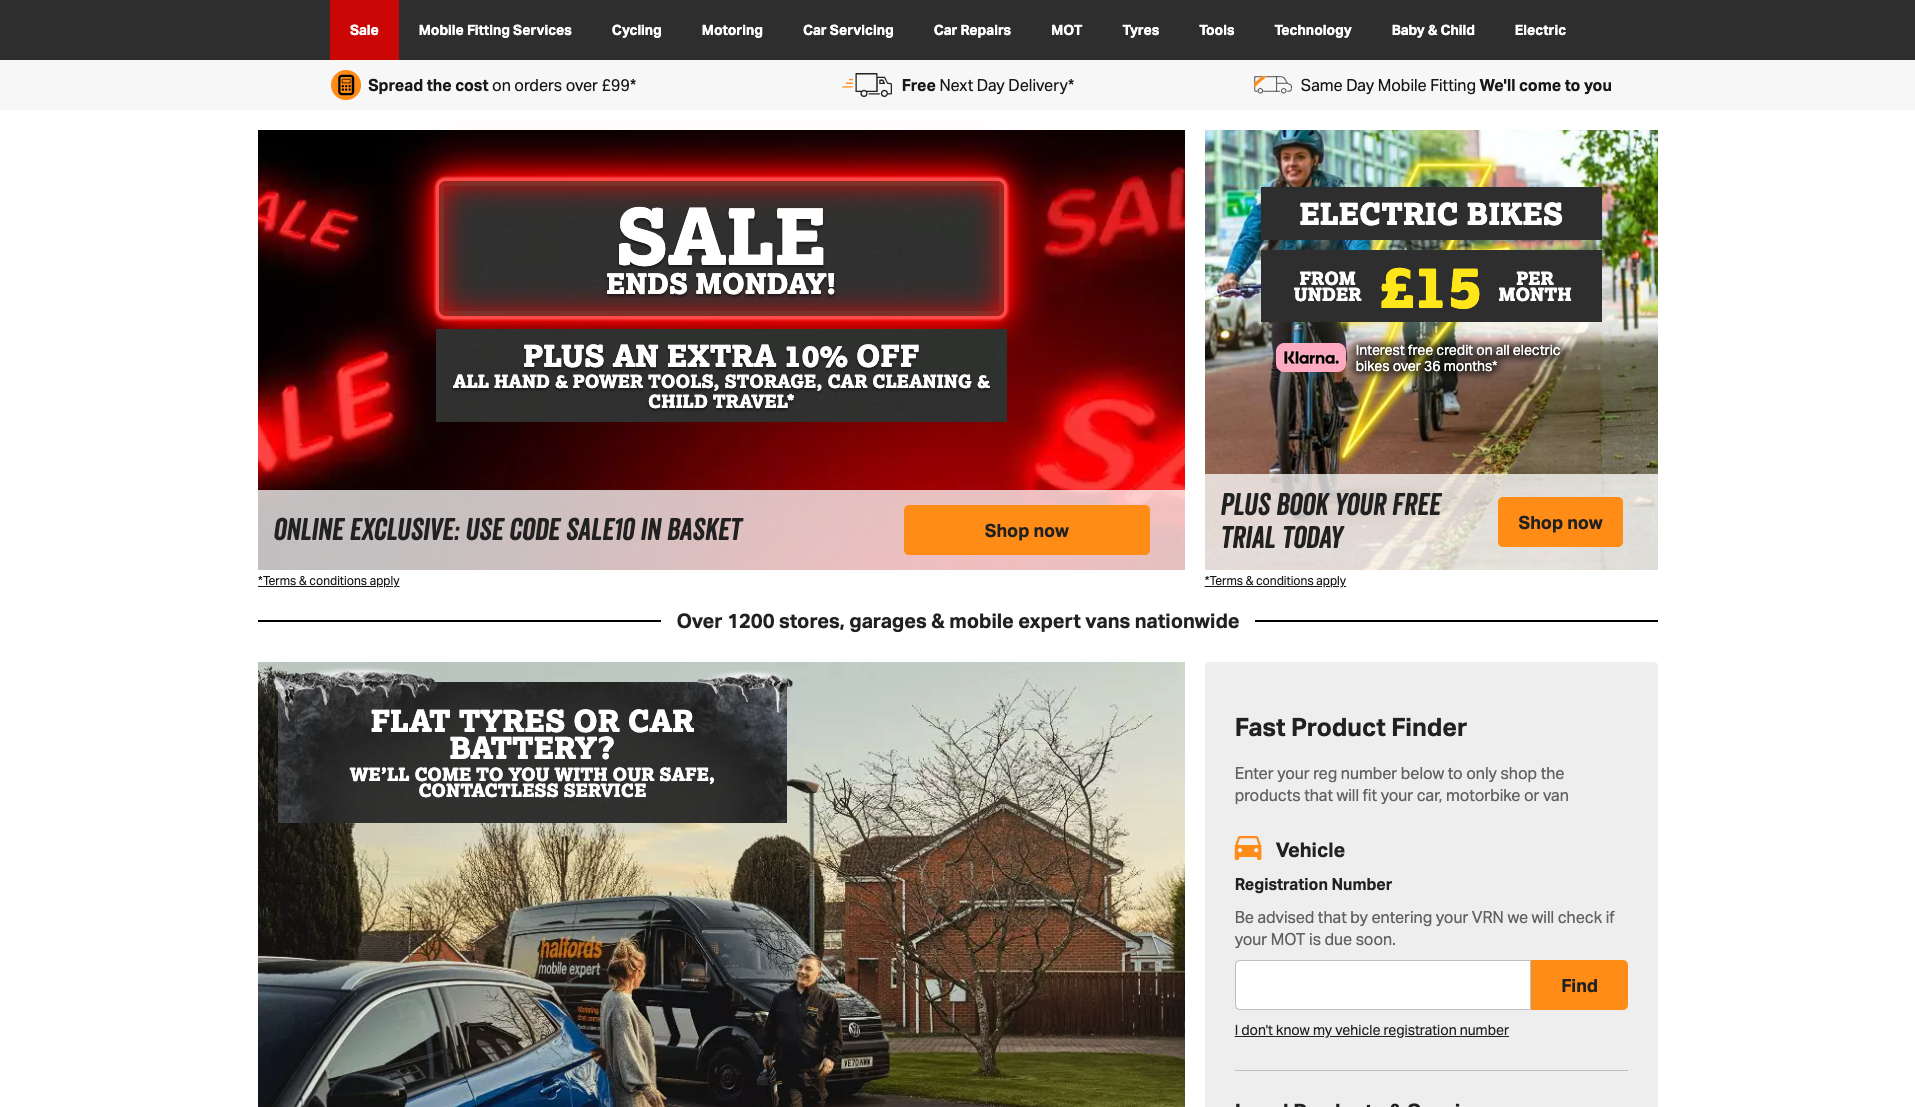 Sale
Mobile Fitting Services
Cycling
Motoring
Car Servicing
Car Repairs
MOT
Tyres
Tools
Technology
Baby & Child
Electric
Spread the cost on orders over £99*
Free Next Day Delivery*
Same Day Mobile Fitting We'll come to you
ALE
SAL
ALE
SA
SALE
ENDS MONDAY!
PLUS AN EXTRA 10% OFF
ALL HAND & POWER TOOLS, STORAGE, CAR CLEANING &
CHILD TRAVEL*
ONLINE EXCLUSIVE: USE CODE SALE10 IN BASKET
Shop now
*Terms & conditions apply
ELECTRIC BIKES
FROM
UNDER
£15
PER
MONTH
Klarna.
Interest free credit on all electric
bikes over 36 months*
PLUS BOOK YOUR FREE
TRIAL TODAY
Shop now
*Terms & conditions apply
Over 1200 stores, garages & mobile expert vans nationwide
FLAT TYRES OR CAR
BATTERY?
WE'LL COME TO YOU WITH OUR SAFE,
CONTACTLESS SERVICE
halfords
mobile expert
VE70 NWW
Fast Product Finder
Enter your reg number below to only shop the
products that will fit your car, motorbike or van
Vehicle
Registration Number
Be advised that by entering your VRN we will check if
your MOT is due soon.
Find
I don't know my vehicle registration number